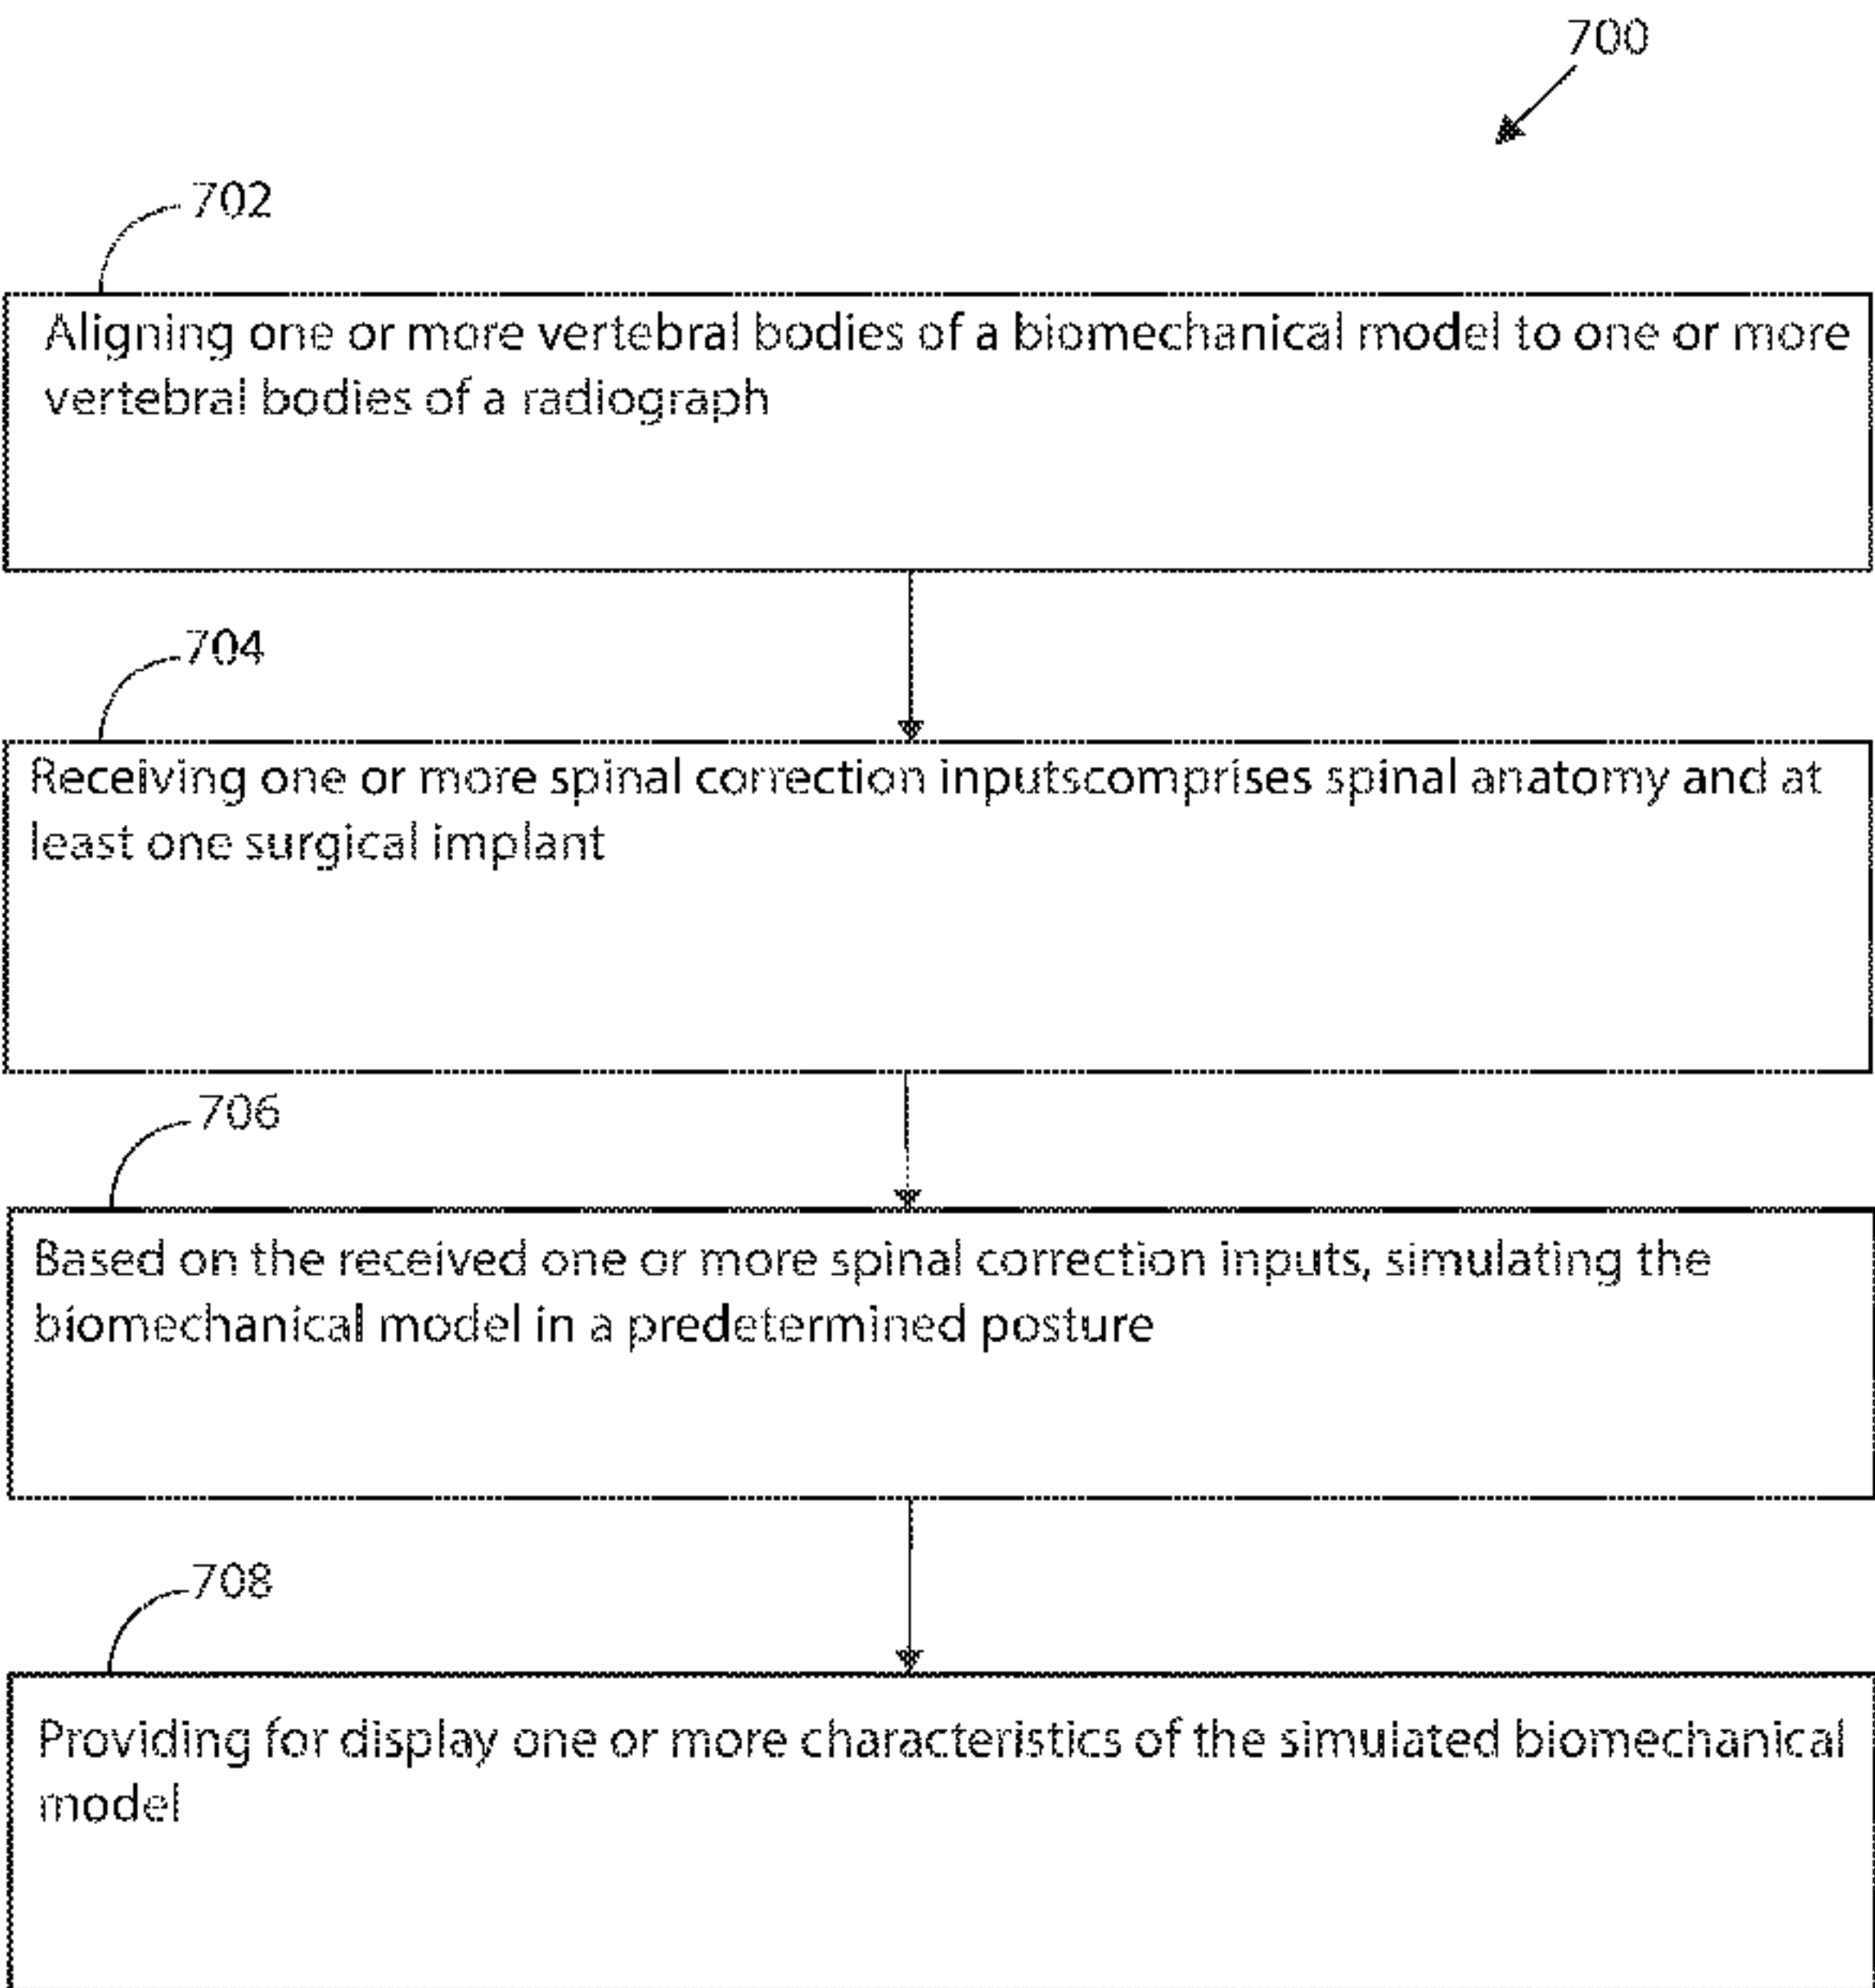 700
702
Aligning one or more vertebral bodies of a biomechanical model to one or more
vertebral bodies of a radiograph
704
Receiving one or more spinal correction inputscomprises spinal anatomy and at
least one surgical implant
706
Based on the received one or more spinal correction inputs, simulating the
biomechanical model in a predetermined posture
708
Providing for display one or more characteristics of the simulated biomechanical
model